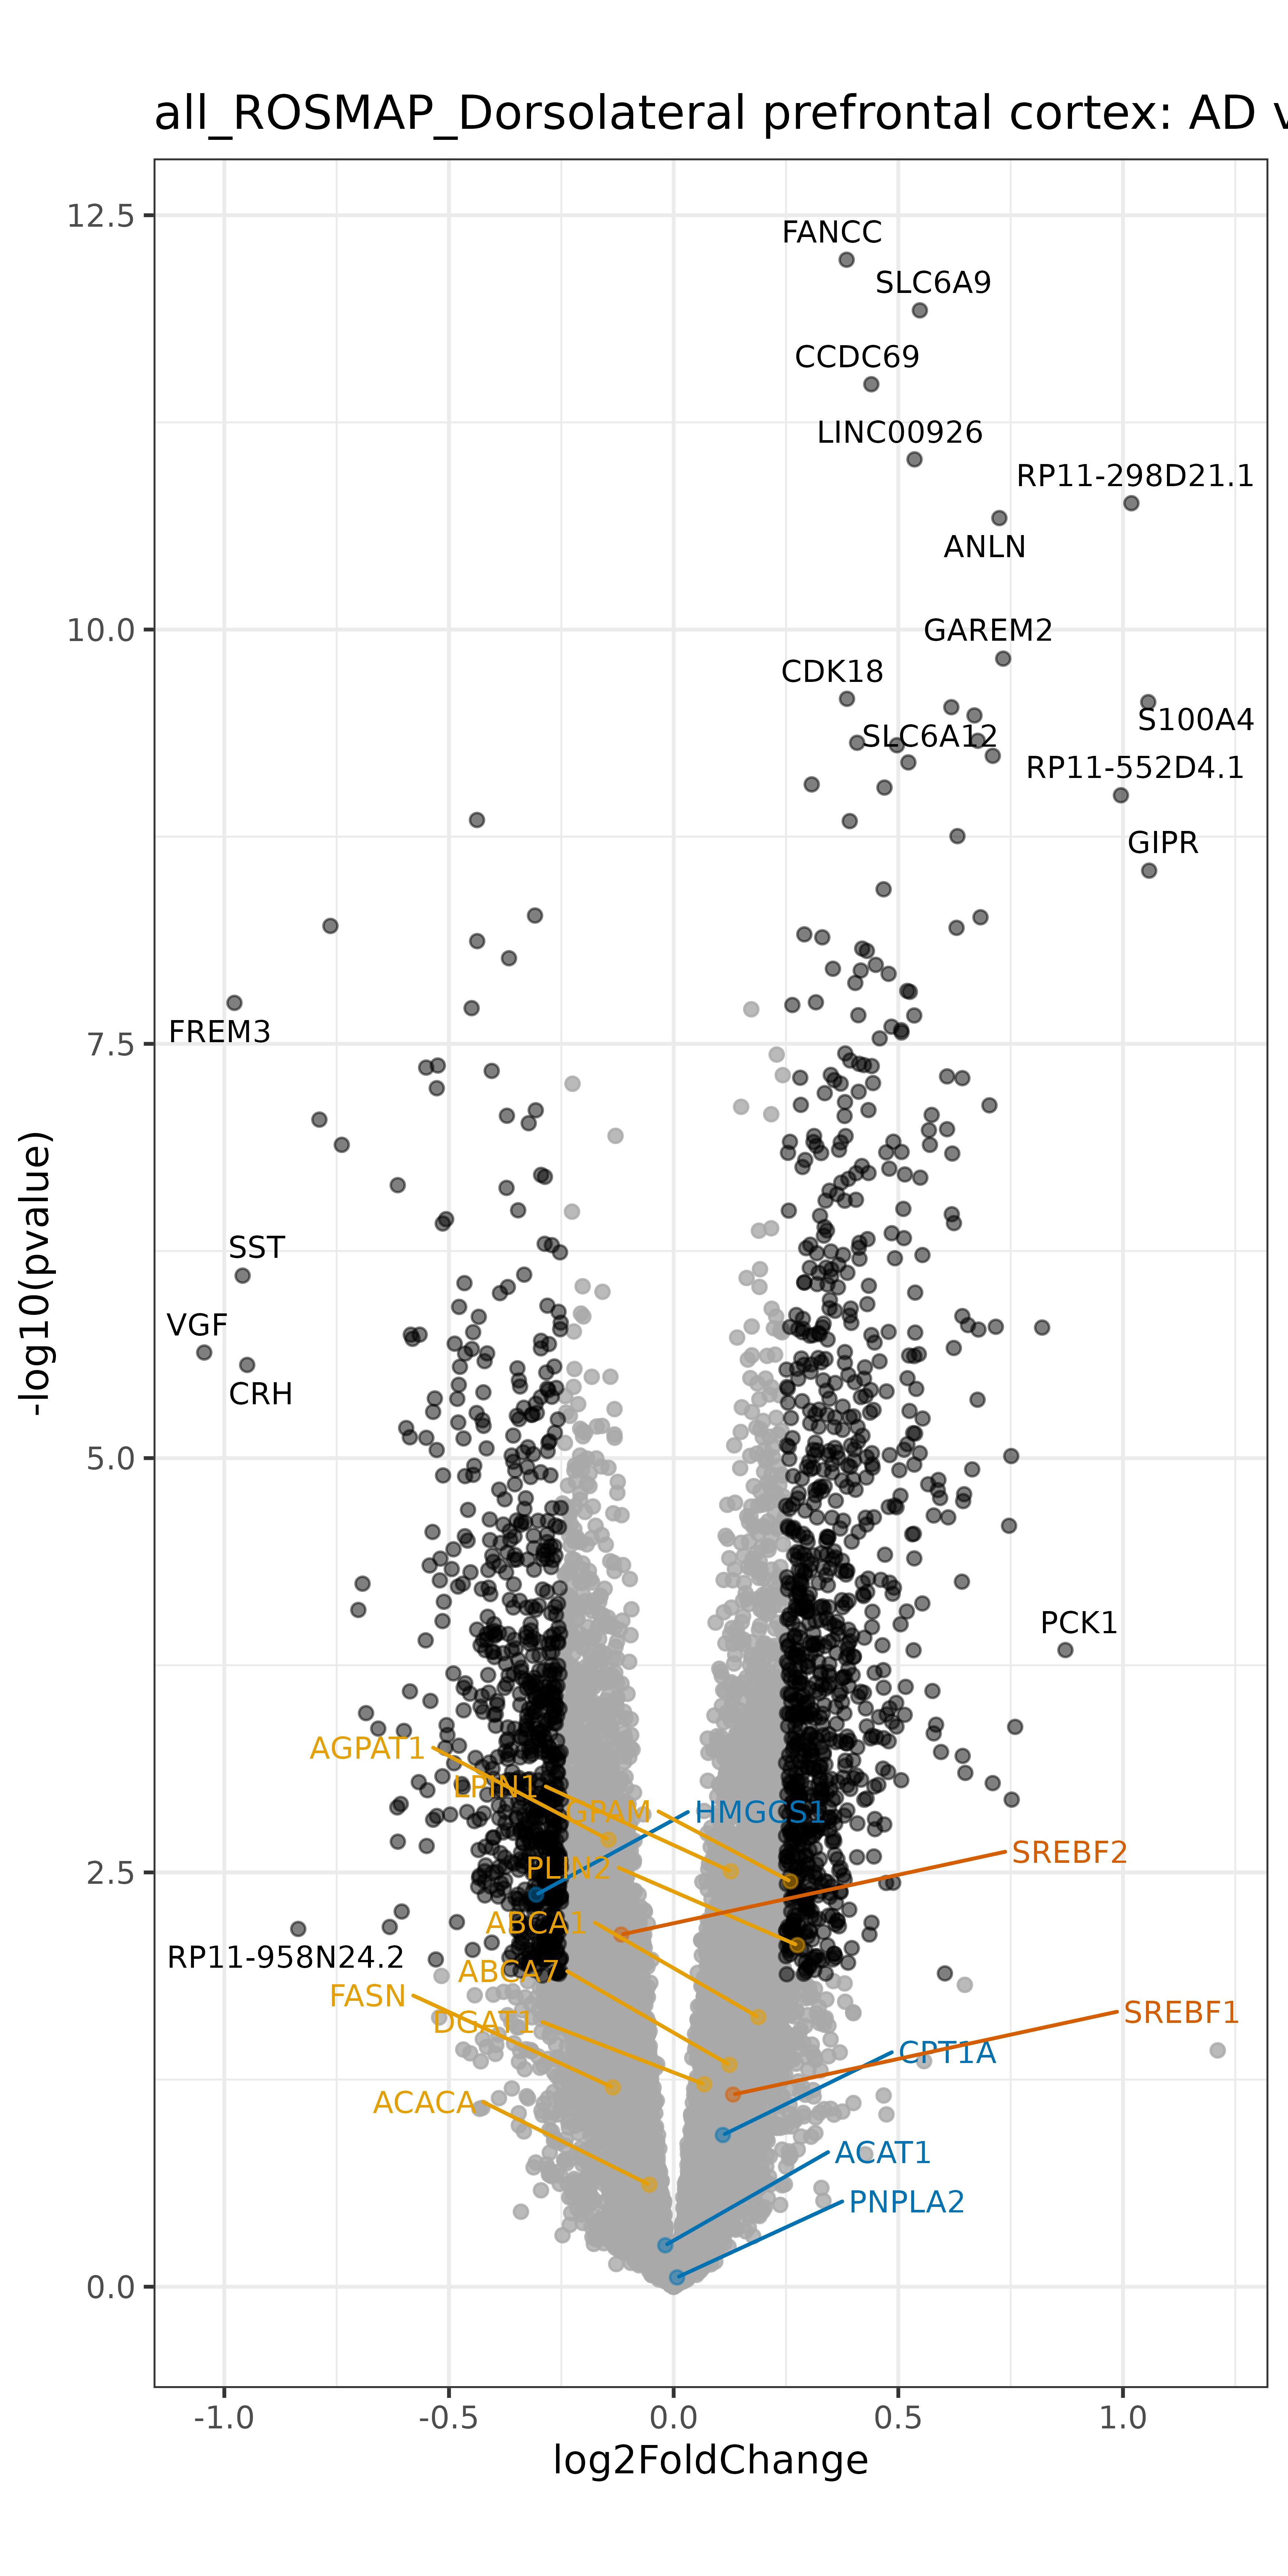 all_ROSMAP_Dorsolateral prefrontal cortex: AD v
12.5
FANCC
SLC6A9
CCDC69
LINC00926
RP11-298D21.1
ANLN
10.0
GAREM2
CDK18
S100A4
SLC6A12
RP11-552D4.1
GIPR
FREM3
7.5
SST
VGF
CRH
-log10(pvalue)
5.0
PCK1
AGPAT1
LPIN1
GPAM
HMGCS1
SREBF2
PLIN2
2.5
ABCA1
RP11-958N24.2
ABCA7
FASN
SREBF1
DGAT1
CPT1A
ACACA
ACAT1
PNPLA2
0.0
-1.0
-0.5
0.0
0.5
1.0
log2FoldChange